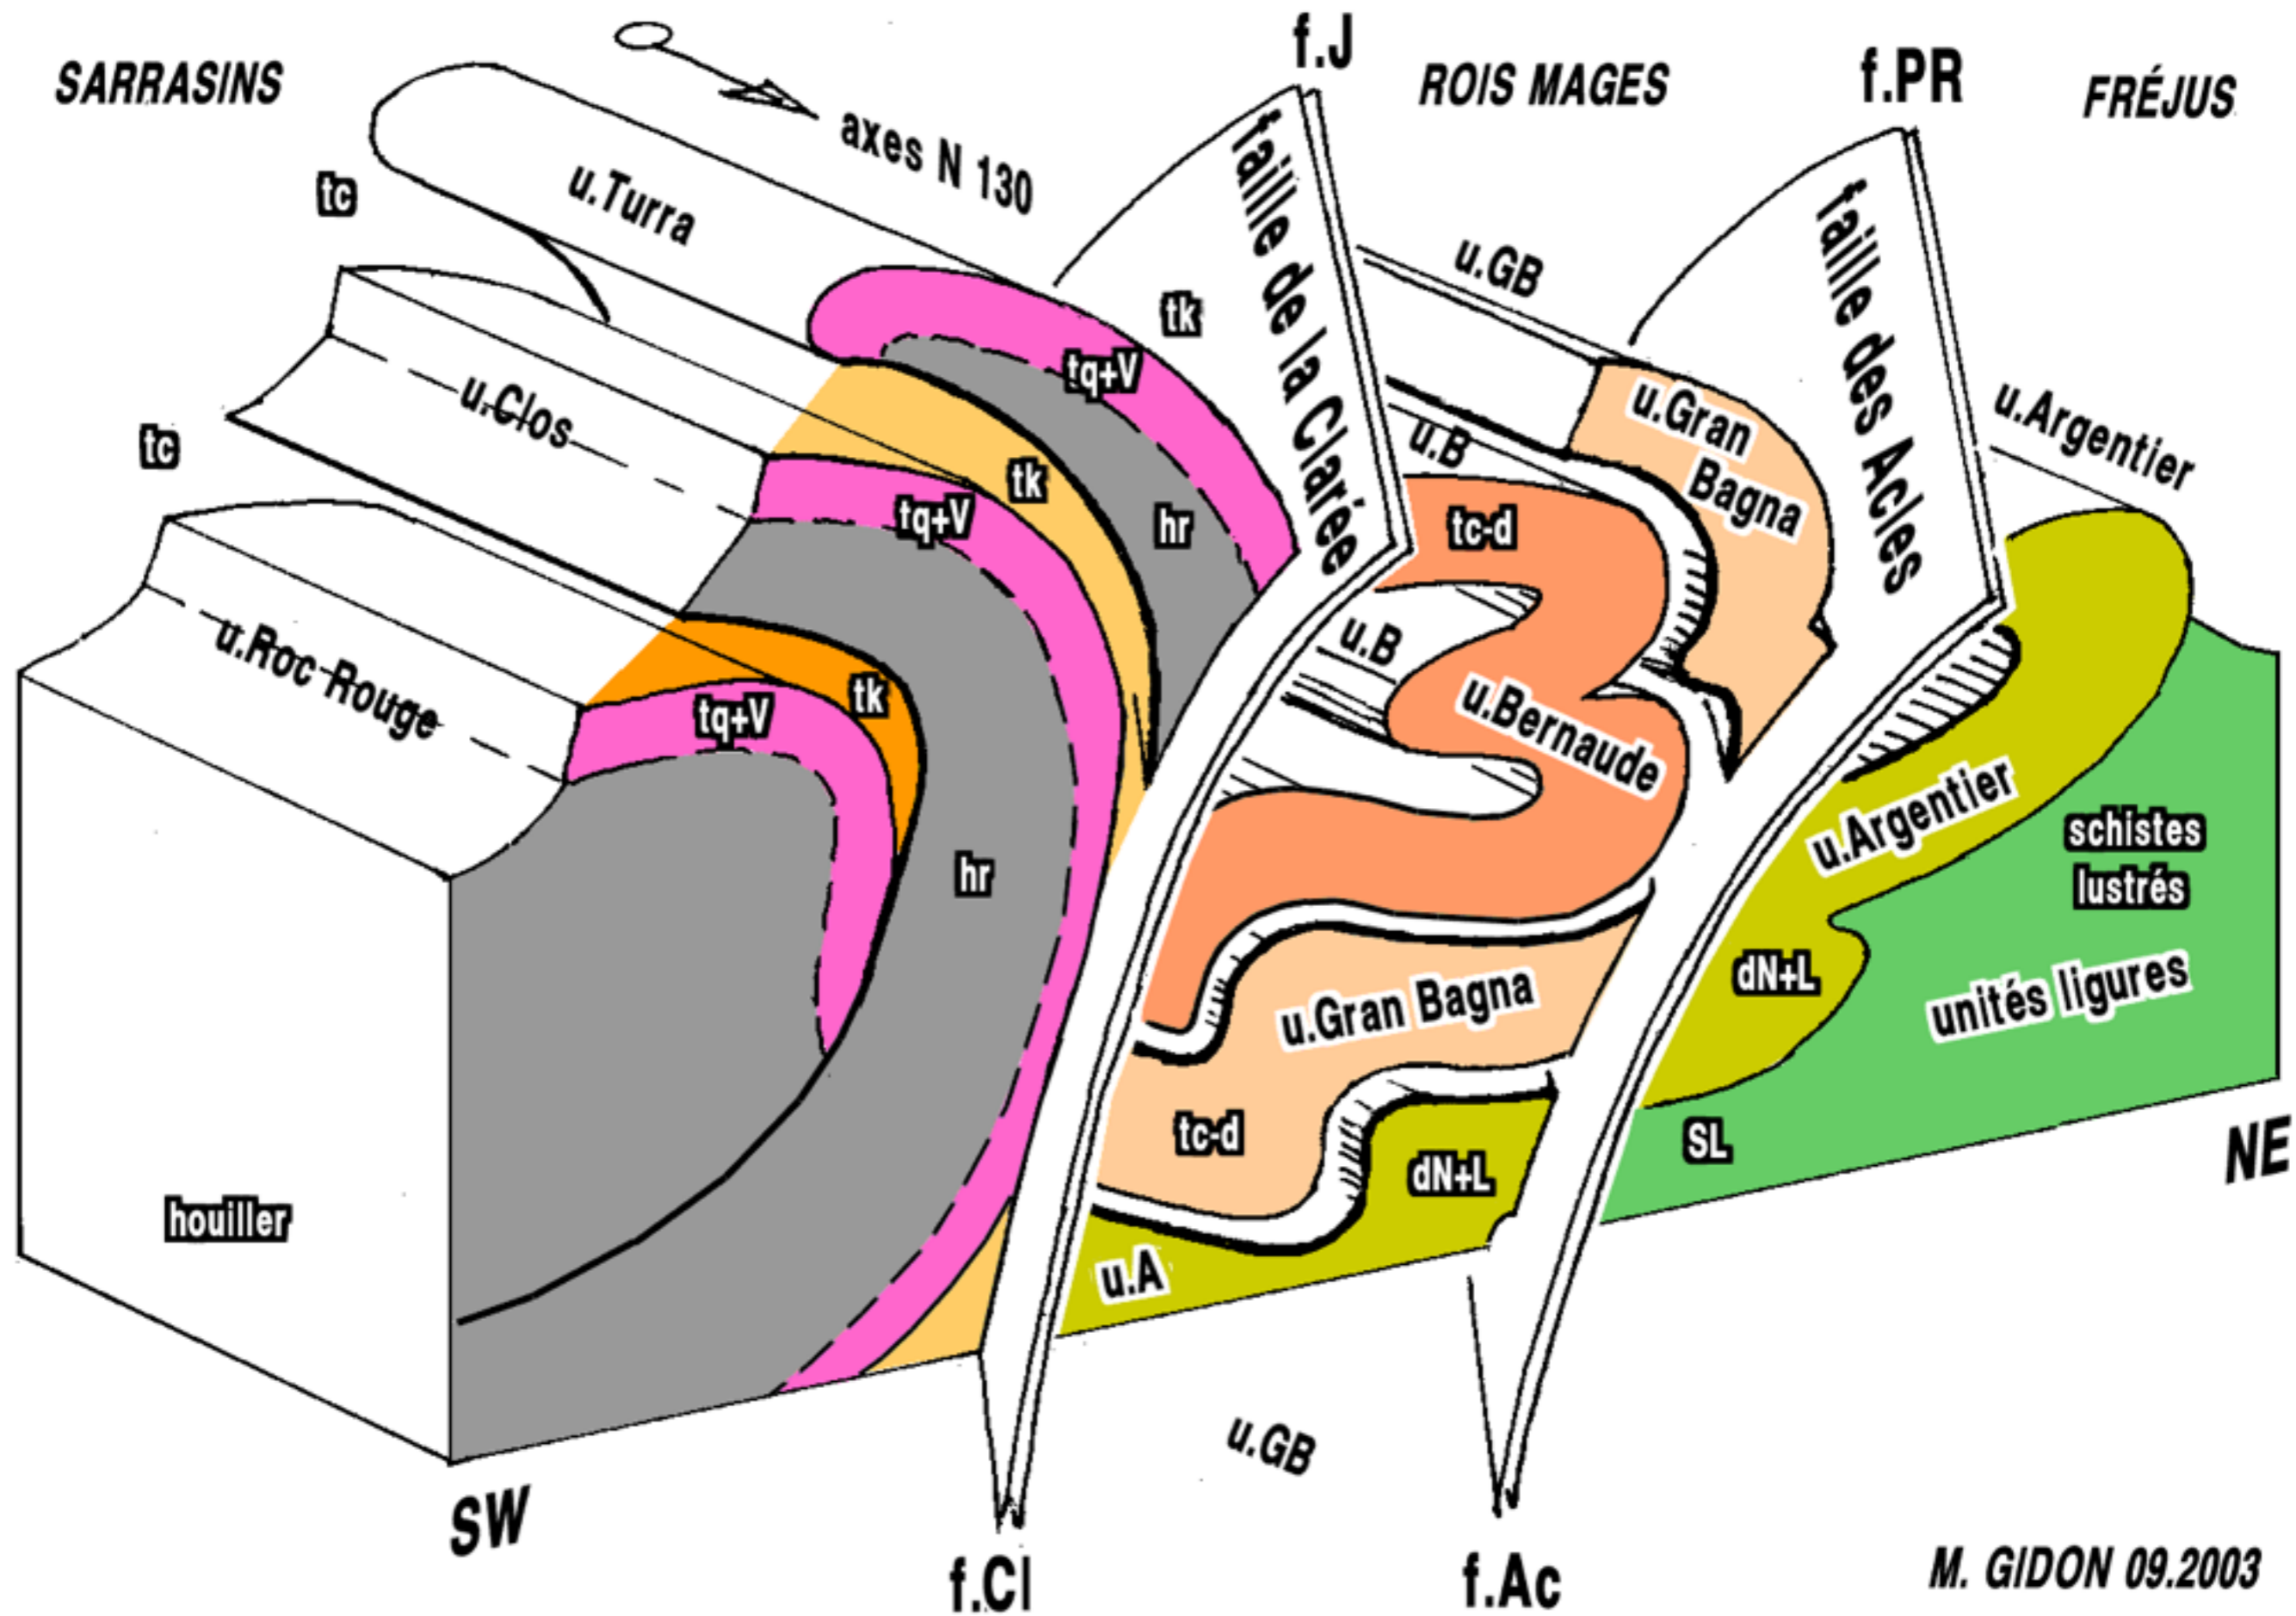 SARRASINS
f.J
ROIS MAGES
f.PR
FRÉJUS
axes N 130
tc
u.Turra
faille de la Clarée
u.GB
faille des Acles
u.Argentier
tk
tq+V
u.Gran
Bagna
u.Clos
tc
tk
tq+V
hr
u.B
tc-d
u.B
u.Roc Rouge
tk
tq+V
u.Bernaude
u.Argentier
schistes
lustrés
hr
dN+L
unités ligures
u.Gran Bagna
tc-d
dN+L
SL
NE
houiller
u.A
SW
u.GB
f.Cl
f.Ac
M. GIDON 09.2003